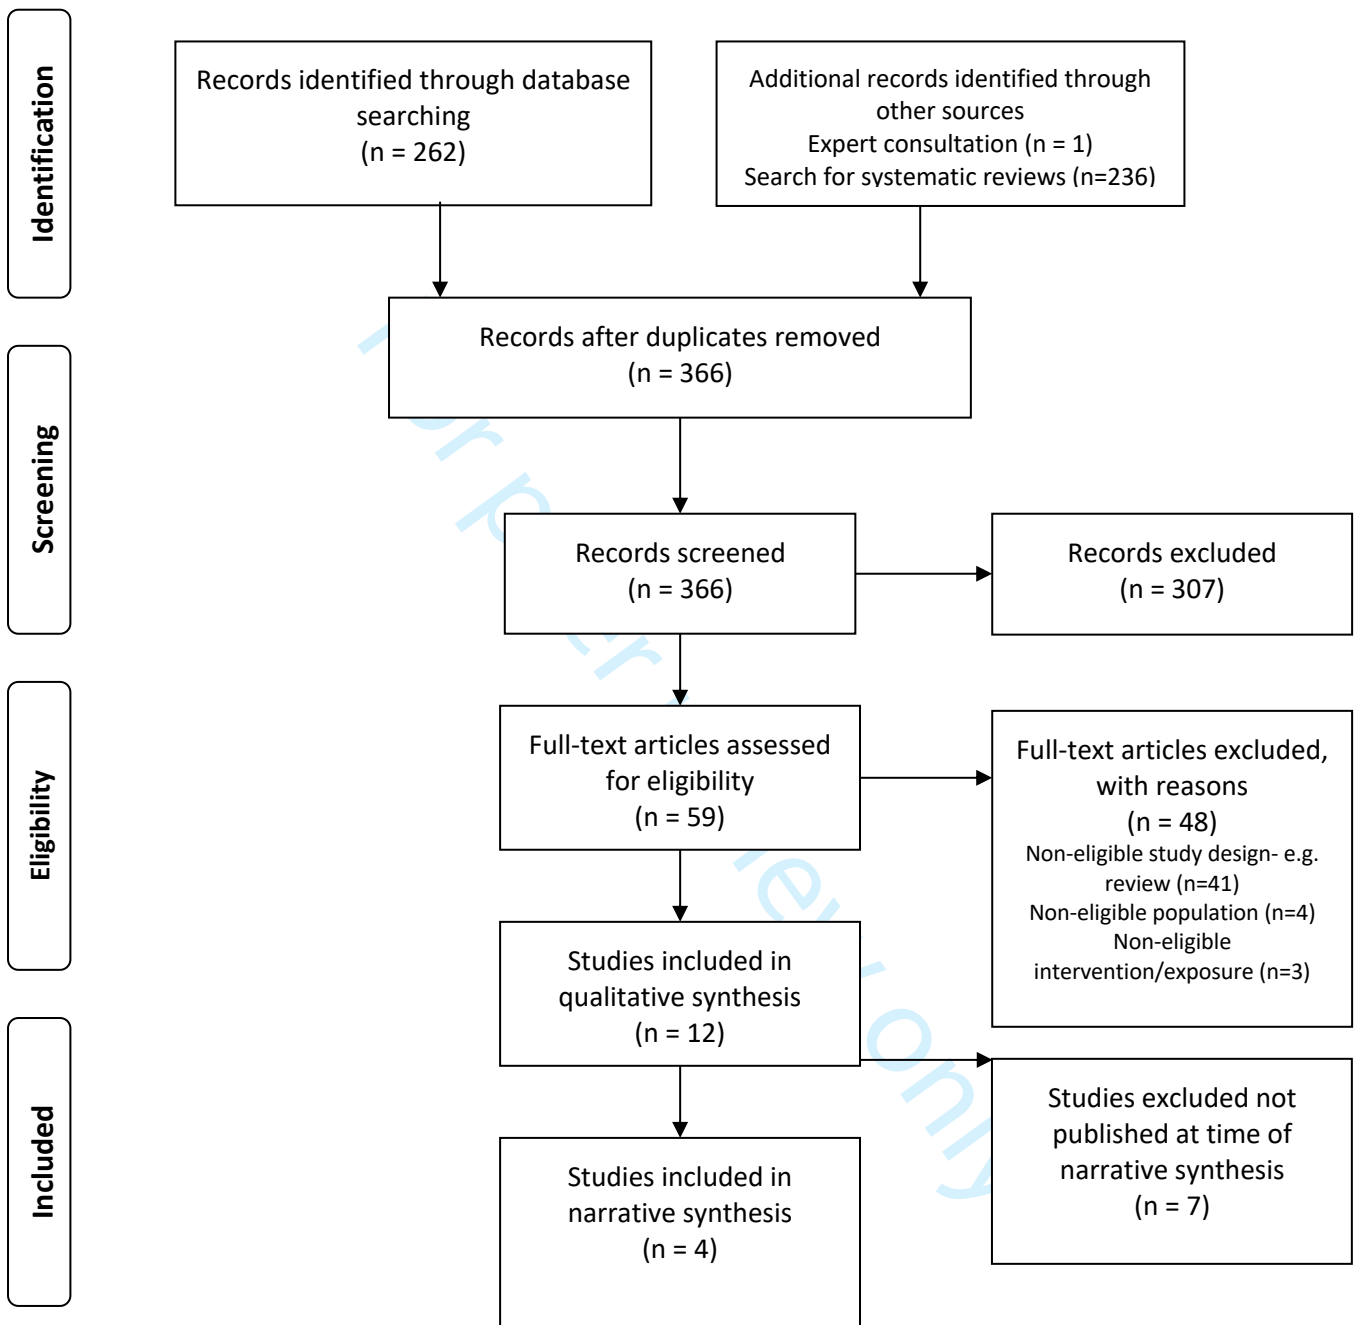 Identification
Records identified through database
searching
(n = 262)
Additional records identified through
other sources
Expert consultation (n = 1)
Search for systematic reviews (n=236)
Records after duplicates removed
(n = 366)
Screening
Records screened
(n = 366)
Records excluded
(n = 307)
Eligibility
Full-text articles assessed
for eligibility
(n = 59)
Full-text articles excluded,
with reasons
(n = 48)
Non-eligible study design- e.g.
review (n=41)
Non-eligible population (n=4)
Non-eligible
intervention/exposure (n=3)
Studies included in
qualitative synthesis
(n = 12)
Included
Studies excluded not
published at time of
narrative synthesis
(n = 7)
Studies included in
narrative synthesis
(n = 4)